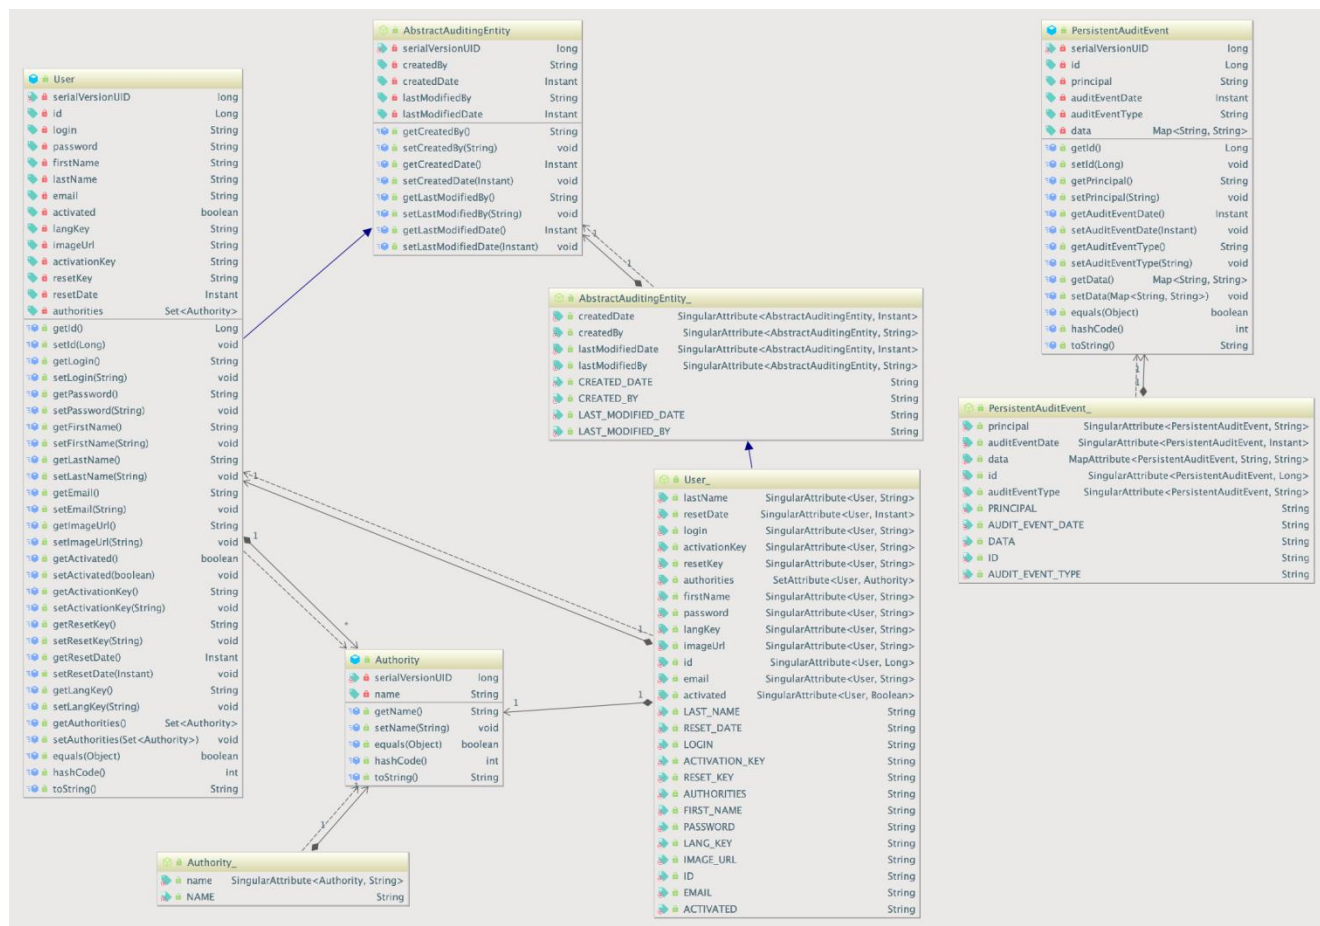 AbstractAuditingEntity
serialVersionUID long
createdBy String
createdDate Instant
lastModifiedBy String
lastModifiedDate Instant
getCreatedBy() String
setCreatedBy(String) void
getCreatedDate() Instant
setCreatedDate(Instant) void
getLastModifiedBy() String
setLastModifiedBy(String) void
getLastModifiedDate() Instant
setLastModifiedDate(Instant) void
PersistentAuditEvent
serialVersionUID long
id Long
principal String
auditEventDate Instant
auditEventType String
data Map<String, String>
getId() Long
setId(Long) void
getPrincipal() String
setPrincipal(String) void
getAuditEventDate() Instant
setAuditEventDate(Instant) void
getAuditEventType() String
setAuditEventType(String) void
getData() Map<String, String>
setData(Map<String, String>) void
equals(Object) boolean
hashCode() int
toString() String
User
serialVersionUID long
id Long
login String
password String
firstName String
lastName String
email String
activated boolean
langKey String
imageUrl String
activationKey String
resetKey String
resetDate Instant
authorities Set<Authority>
getId() Long
setId(Long) void
getLogin() String
setLogin(String) void
getPassword() String
setPassword(String) void
getFirstName() String
setFirstName(String) void
getLastName() String
setLastName(String) void
getEmail() String
setEmail(String) void
getImageUrl() String
setImageUrl(String) void
getActivated() boolean
setActivated(boolean) void
getActivationKey() String
setActivationKey(String) void
getResetKey() String
setResetKey(String) void
getResetDate() Instant
setResetDate(Instant) void
getLangKey() String
setLangKey(String) void
getAuthorities() Set<Authority>
setAuthorities(Set<Authority>) void
equals(Object) boolean
hashCode() int
toString() String
1
1
AbstractAuditingEntity_
createdDate SingularAttribute<AbstractAuditingEntity, Instant>
createdBy SingularAttribute<AbstractAuditingEntity, String>
lastModifiedDate SingularAttribute<AbstractAuditingEntity, Instant>
lastModifiedBy SingularAttribute<AbstractAuditingEntity, String>
CREATED_DATE String
CREATED_BY String
LAST_MODIFIED_DATE String
LAST_MODIFIED_BY String
1
1
PersistentAuditEvent_
principal SingularAttribute<PersistentAuditEvent, String>
auditEventDate SingularAttribute<PersistentAuditEvent, Instant>
data MapAttribute<PersistentAuditEvent, String, String>
id SingularAttribute<PersistentAuditEvent, Long>
auditEventType SingularAttribute<PersistentAuditEvent, String>
PRINCIPAL String
AUDIT_EVENT_DATE String
DATA String
ID String
AUDIT_EVENT_TYPE String
User_
lastName SingularAttribute<User, String>
resetDate SingularAttribute<User, Instant>
login SingularAttribute<User, String>
activationKey SingularAttribute<User, String>
resetKey SingularAttribute<User, String>
authorities SetAttribute<User, Authority>
firstName SingularAttribute<User, String>
password SingularAttribute<User, String>
langKey SingularAttribute<User, String>
imageUrl SingularAttribute<User, String>
id SingularAttribute<User, Long>
email SingularAttribute<User, String>
activated SingularAttribute<User, Boolean>
LAST_NAME String
RESET_DATE String
LOGIN String
ACTIVATION_KEY String
RESET_KEY String
AUTHORITIES String
FIRST_NAME String
PASSWORD String
LANG_KEY String
IMAGE_URL String
ID String
EMAIL String
ACTIVATED String
1
1
1
*
1
1
Authority
serialVersionUID long
name String
getName() String
setName(String) void
equals(Object) boolean
hashCode() int
toString() String
1
1
Authority_
name SingularAttribute<Authority, String>
NAME String